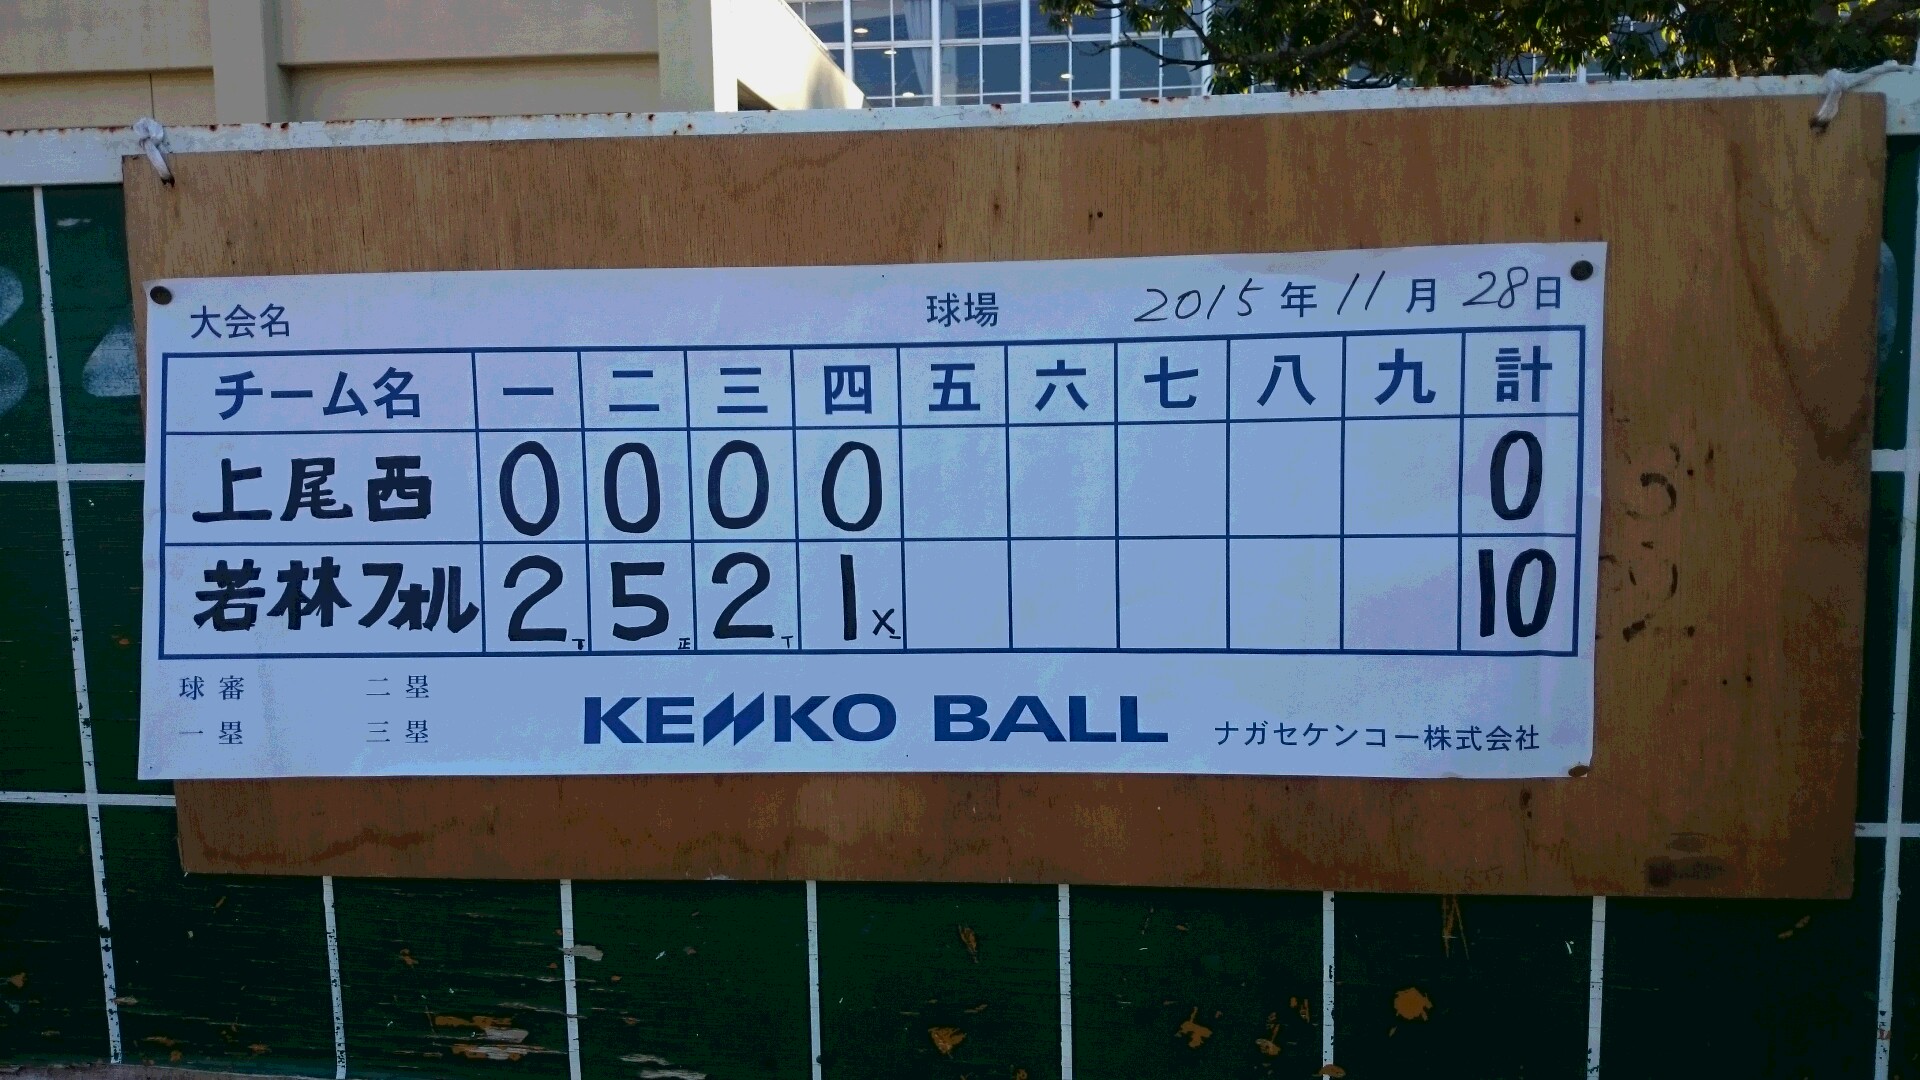 大会名 球場 2015年11月28日
チーム名 一 二 三 四 五 六 七 八 九 計
上尾西 0 0 0 0 0
若林フォル 2 5 2 1x 10
球審 二塁
一塁 三塁
KENKO BALL ナガセケンコー株式会社